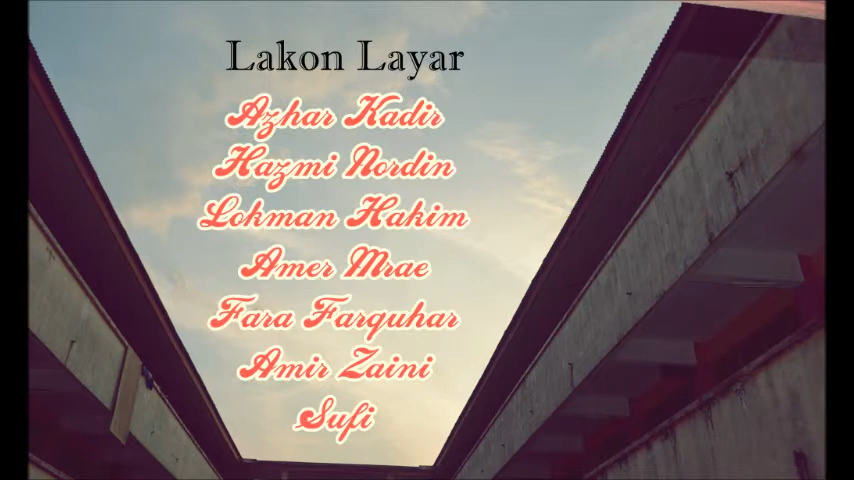 Lakon Layar
Azhar Kadir
Hazmi Nordin
Lokman Hakim
Amer Mrae
Fara Farquhar
Amir Zaini
Sufi